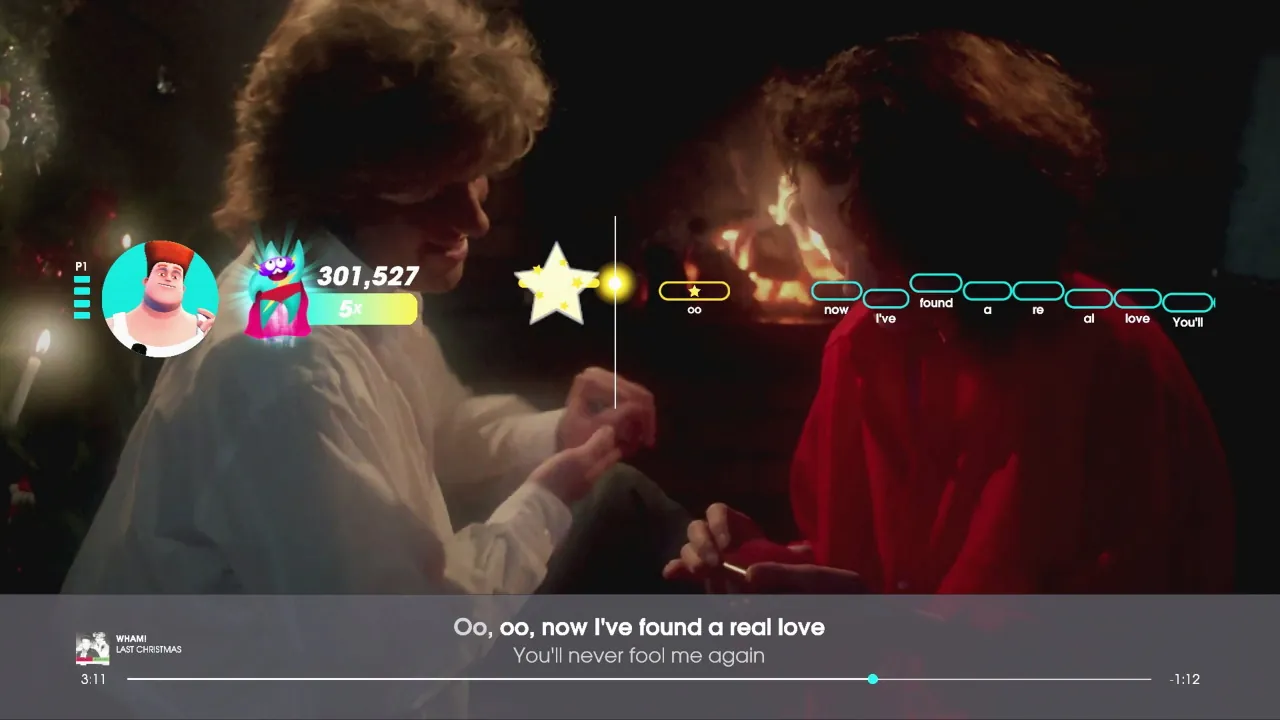 P1
301,527
5x
oo
now
I've
found
a
re
al
love
You'll
Oo, oo, now I've found a real love
You'll never fool me again
WHAM!
LAST CHRISTMAS
3:11
-1:12